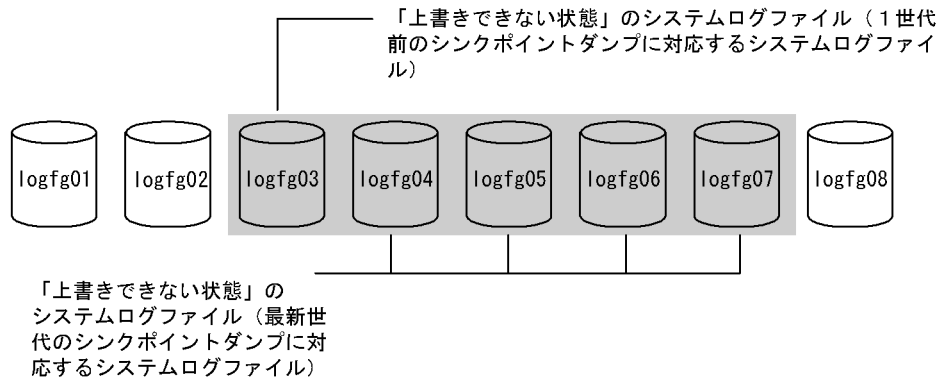 「上書きできない状態」のシステムログファイル（１世代
前のシンクポイントダンプに対応するシステムログファイ
ル）
logfg01 logfg02 logfg03 logfg04 logfg05 logfg06 logfg07 logfg08
「上書きできない状態」の
システムログファイル（最新世
代のシンクポイントダンプに対
応するシステムログファイル）